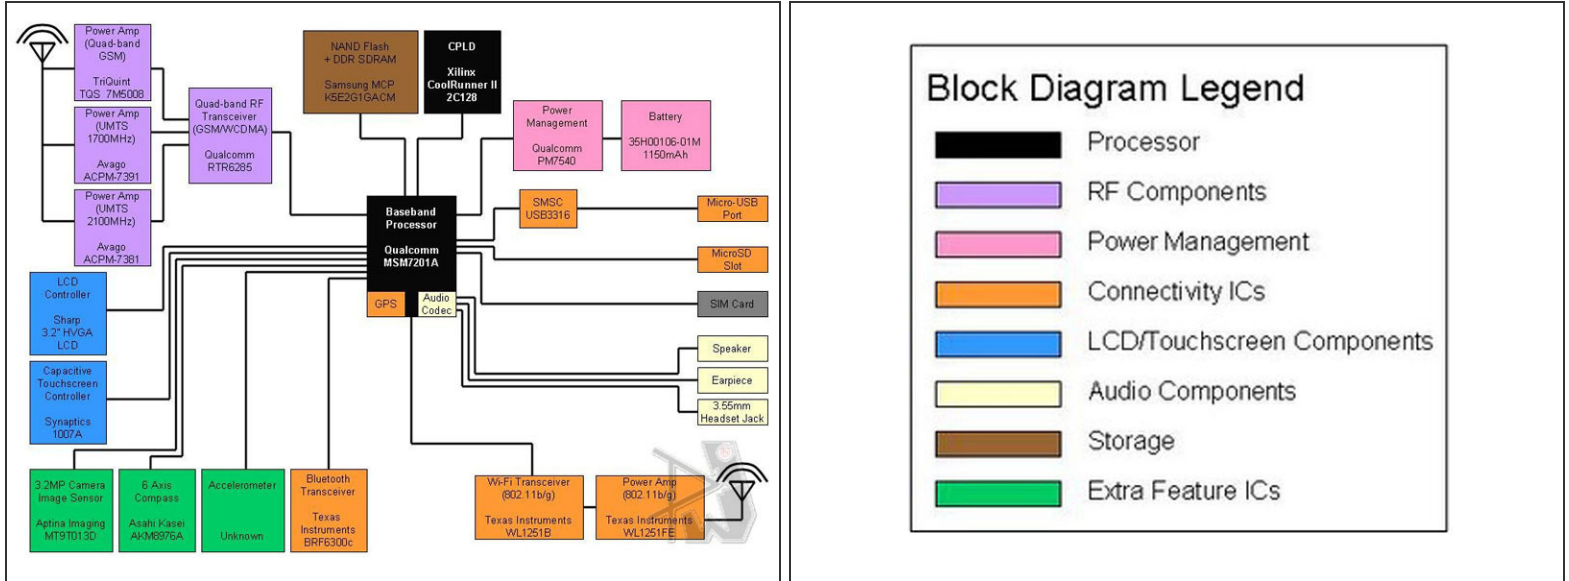 Power Amp
(Quad-band
GSM)
TriQuint
TQS 7M5008
Power Amp
(UMTS
1700MHz)
Avago
ACPM-7391
Power Amp
(UMTS
2100MHz)
Avago
ACPM-7381
Quad-band RF
Transceiver
(GSM/WCDMA)
Qualcomm
RTR6285
NAND Flash
+ DDR SDRAM
Samsung MCP
K5E2G1GACM
CPLD
Xilinx
CoolRunner II
2C128
Power
Management
Qualcomm
PM7540
Battery
35H00106-01M
1150mAh
Baseband
Processor
Qualcomm
MSM7201A
GPS
Audio
Codec
SMSC
USB3316
Micro-USB
Port
MicroSD
Slot
SIM Card
Speaker
Earpiece
3.55mm
Headset Jack
LCD
Controller
Sharp
3.2" HVGA
LCD
Capacitive
Touchscreen
Controller
Synaptics
1007A
3.2MP Camera
Image Sensor
Aptina Imaging
MT9T013D
6 Axis
Compass
Asahi Kasei
AKM8976A
Accelerometer
Unknown
Bluetooth
Transceiver
Texas
Instruments
BRF6300c
Wi-Fi Transceiver
(802.11b/g)
Texas Instruments
WL1251B
Power Amp
(802.11b/g)
Texas Instruments
WL1251FE
Block Diagram Legend
Processor
RF Components
Power Management
Connectivity ICs
LCD/Touchscreen Components
Audio Components
Storage
Extra Feature ICs